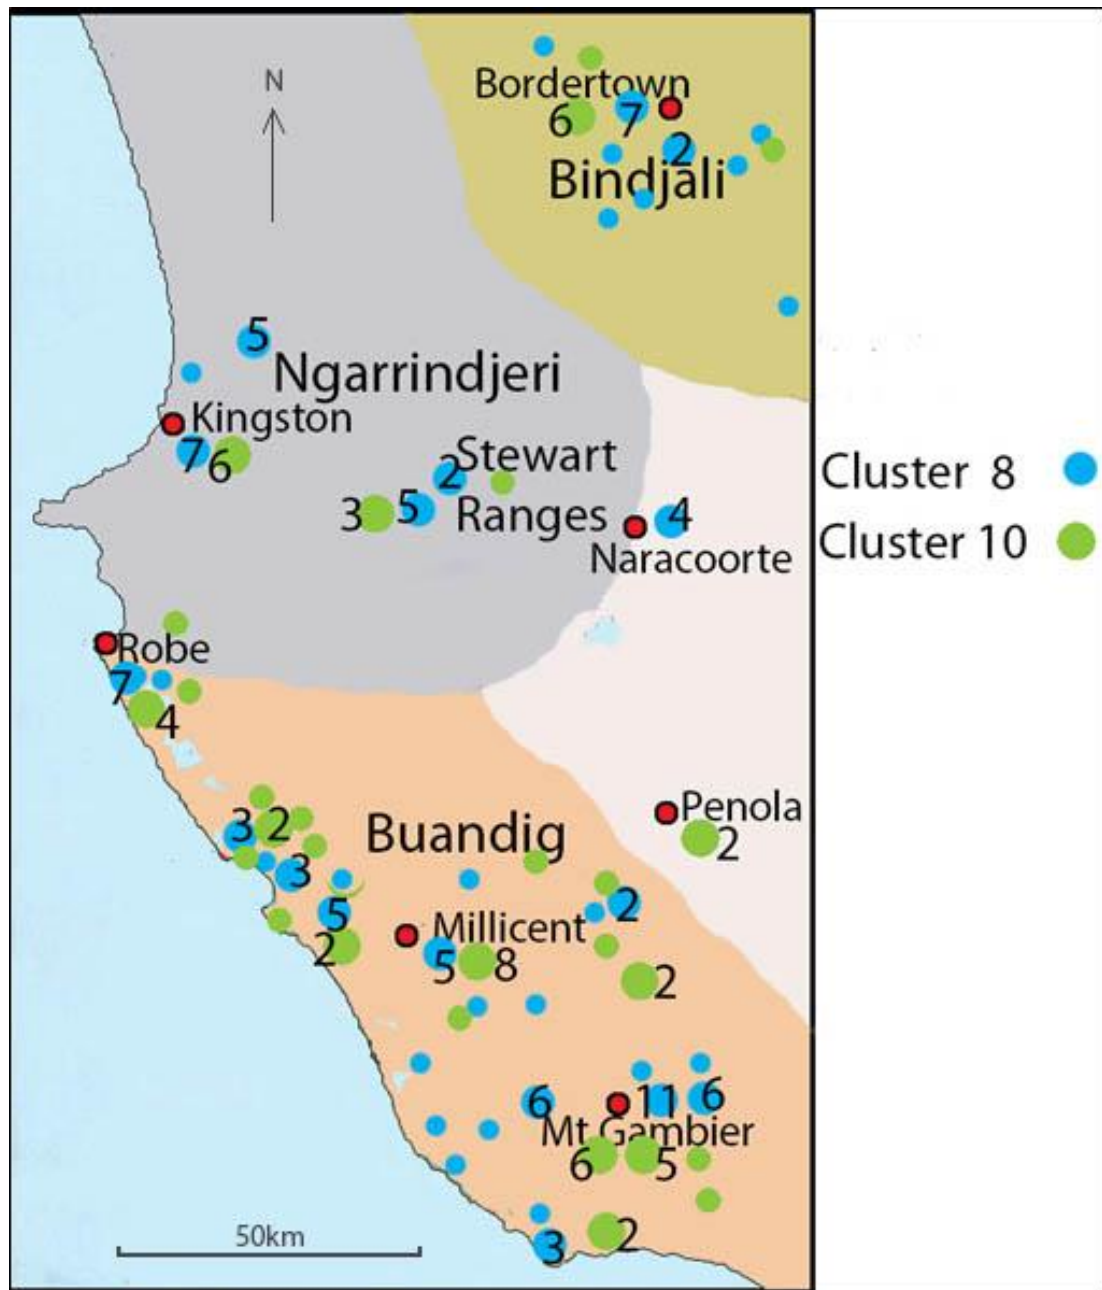 N
Bordertown
6
7
2
Bindjali
5
Ngarrindjeri
Kingston
7
6
2
Stewart
3
5
Ranges
4
Naracoorte
Cluster 8
Cluster 10
Robe
7
4
3
2
Buandig
Penola
2
3
5
2
2
Millicent
5
8
2
6
11
6
Mt Gambier
6
5
2
3
50km